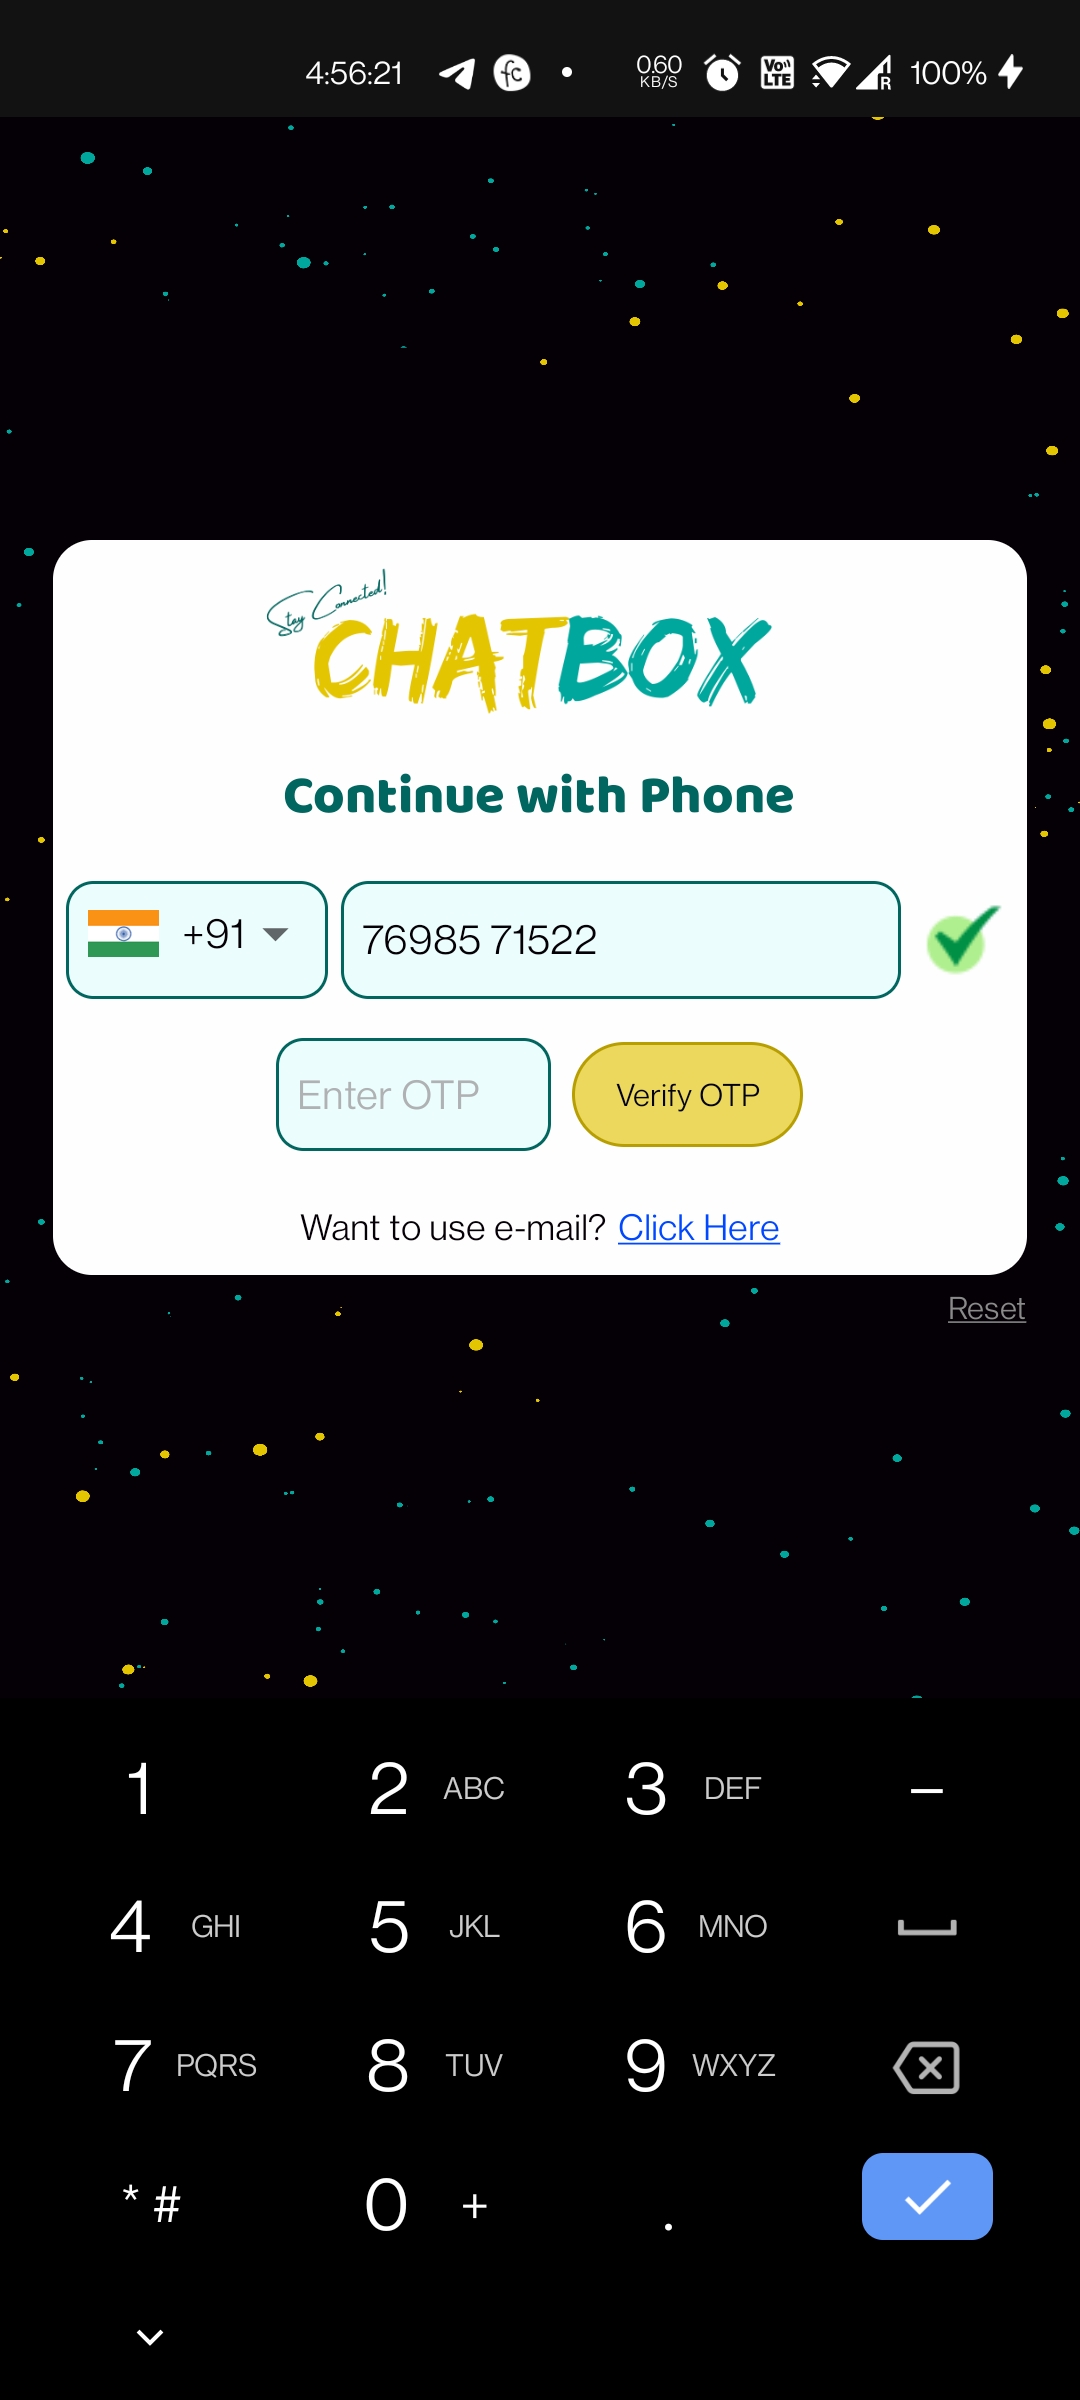 4:56:21 fc 0.60 KB/S Vo)) LTE R 100%
Stay Connected!
CHATBOX
Continue with Phone
+91 76985 71522
Enter OTP Verify OTP
Want to use e-mail? Click Here
Reset
1 2 ABC 3 DEF –
4 GHI 5 JKL 6 MNO
7 PQRS 8 TUV 9 WXYZ
* # 0 + .